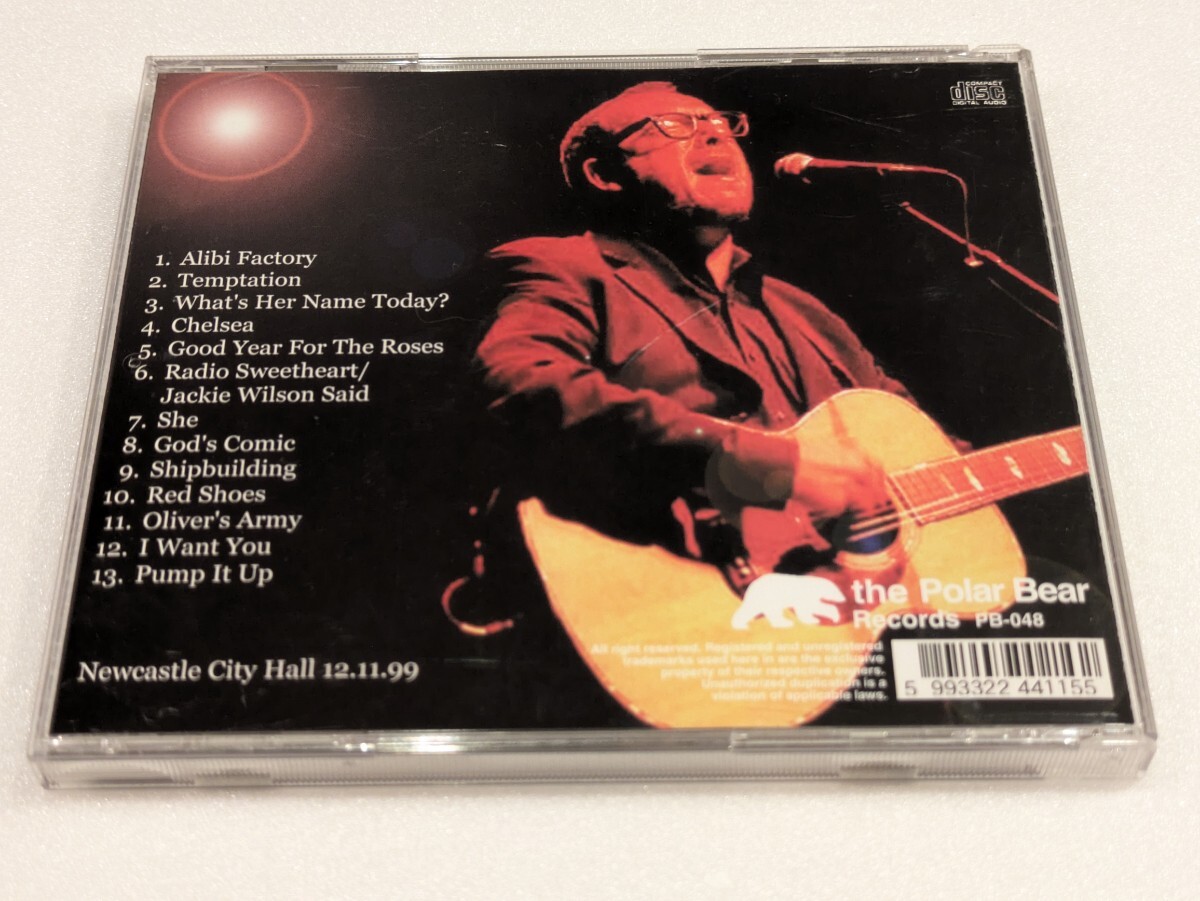 COMPACT
disc
DIGITAL AUDIO
1. Alibi Factory
2. Temptation
3. What's Her Name Today?
4. Chelsea
5. Good Year For The Roses
6. Radio Sweetheart/
Jackie Wilson Said
7. She
8. God's Comic
9. Shipbuilding
10. Red Shoes
11. Oliver's Army
12. I Want You
13. Pump It Up
Newcastle City Hall 12.11.99
the Polar Bear
Records PB-048
All right reserved. Registered and unregistered
trademarks used here in are the exclusive
property of their respective owners.
Unauthorized duplication is a
violation of applicable laws.
5 993322 441155